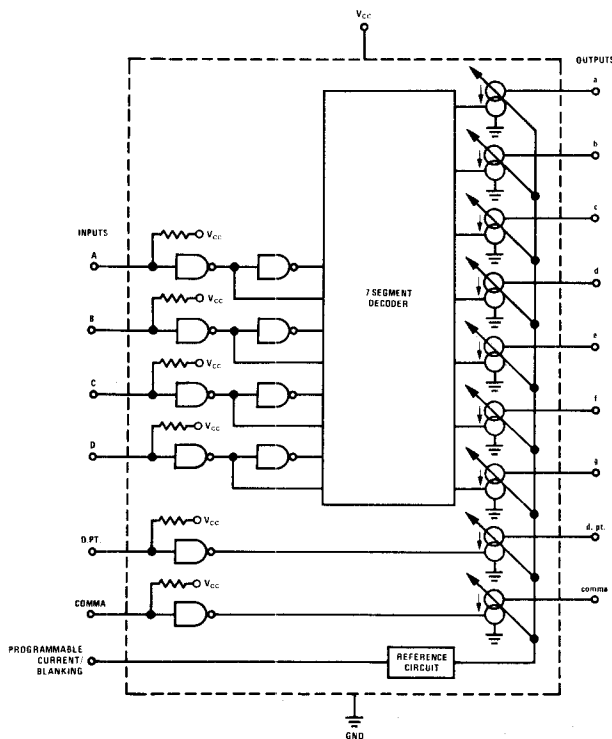 VCC
OUTPUTS
a
b
c
d
e
f
g
d. pt.
comma
INPUTS
A
VCC
B
VCC
C
VCC
D
VCC
7 SEGMENT
DECODER
D.PT.
VCC
COMMA
VCC
PROGRAMMABLE
CURRENT/
BLANKING
REFERENCE
CIRCUIT
GND